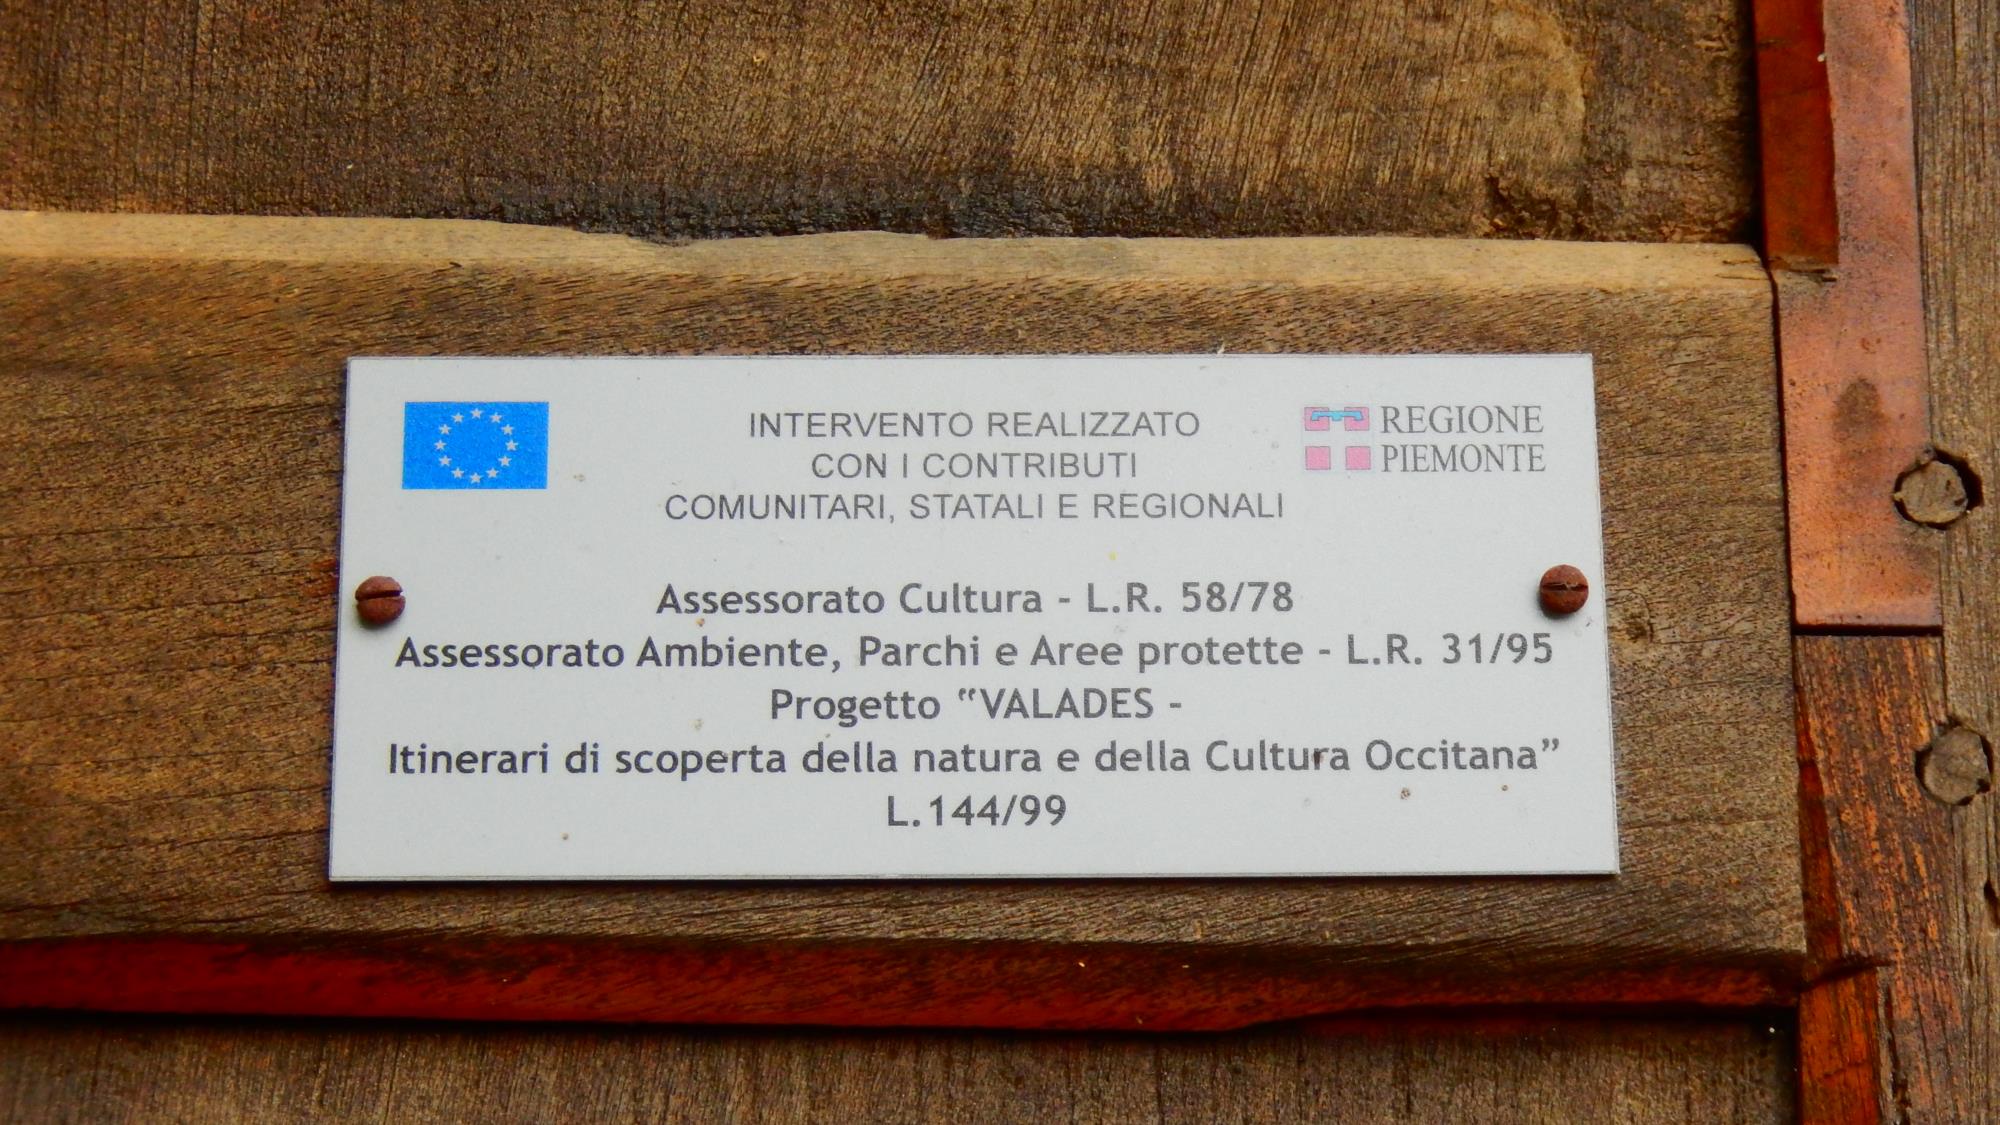 INTERVENTO REALIZZATO
CON I CONTRIBUTI
COMUNITARI, STATALI E REGIONALI
REGIONE
PIEMONTE
Assessorato Cultura - L.R. 58/78
Assessorato Ambiente, Parchi e Aree protette - L.R. 31/95
Progetto “VALADES -
Itinerari di scoperta della natura e della Cultura Occitana”
L.144/99